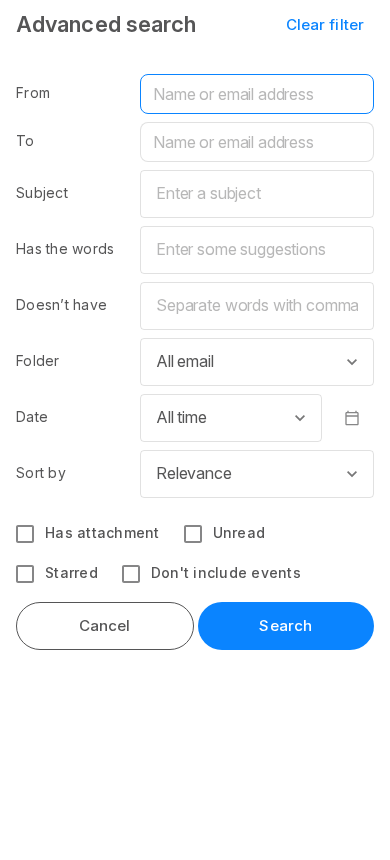 Advanced search Clear filter
From Name or email address
To Name or email address
Subject Enter a subject
Has the words Enter some suggestions
Doesn’t have Separate words with comma
Folder All email
Date All time
Sort by Relevance
Has attachment Unread
Starred Don't include events
Cancel Search